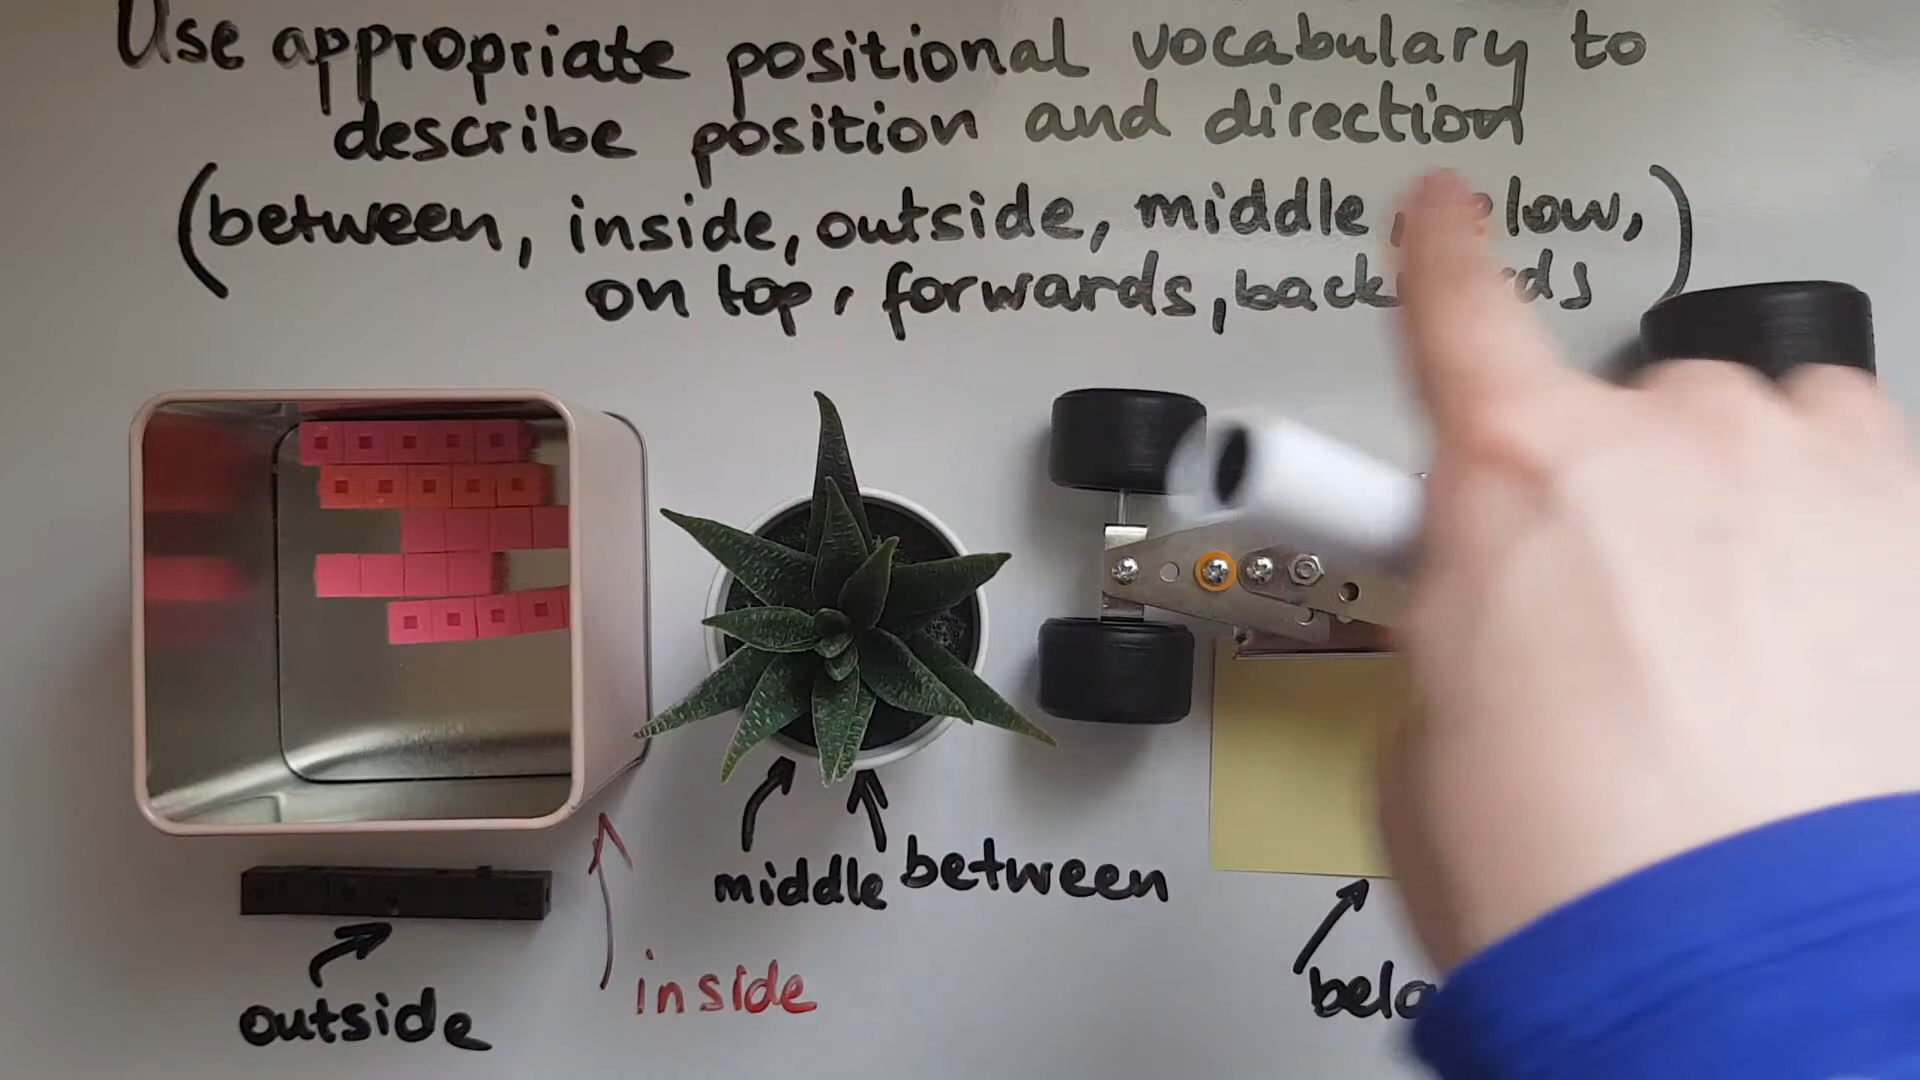 Use appropriate positional vocabulary to
describe position and direction
(between, inside, outside, middle, low,
on top, forwards, )
middle between
outside
inside